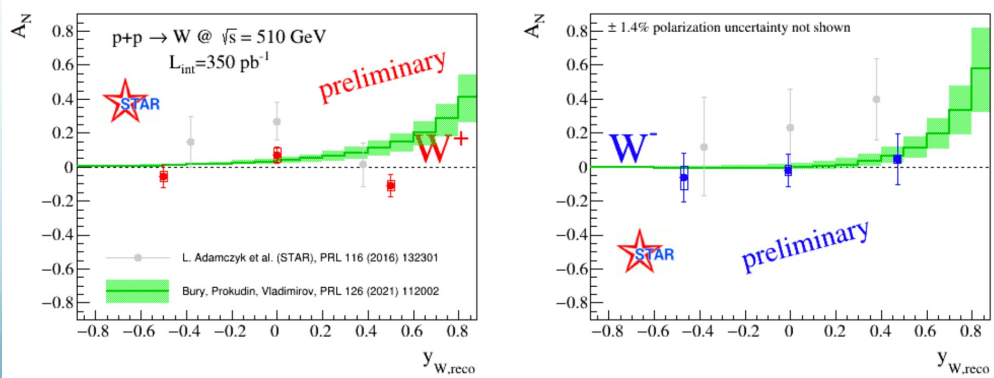 A_N
0.8
0.6
0.4
0.2
0
−0.2
−0.4
−0.6
−0.8
p+p → W @ √s = 510 GeV
L_int=350 pb⁻¹
preliminary
STAR
W⁺
L. Adamczyk et al. (STAR), PRL 116 (2016) 132301
Bury, Prokudin, Vladimirov, PRL 126 (2021) 112002
−0.8 −0.6 −0.4 −0.2 0 0.2 0.4 0.6 0.8
y_W,reco
A_N
0.8
0.6
0.4
0.2
0
−0.2
−0.4
−0.6
−0.8
± 1.4% polarization uncertainty not shown
W⁻
STAR
preliminary
−0.8 −0.6 −0.4 −0.2 0 0.2 0.4 0.6 0.8
y_W,reco